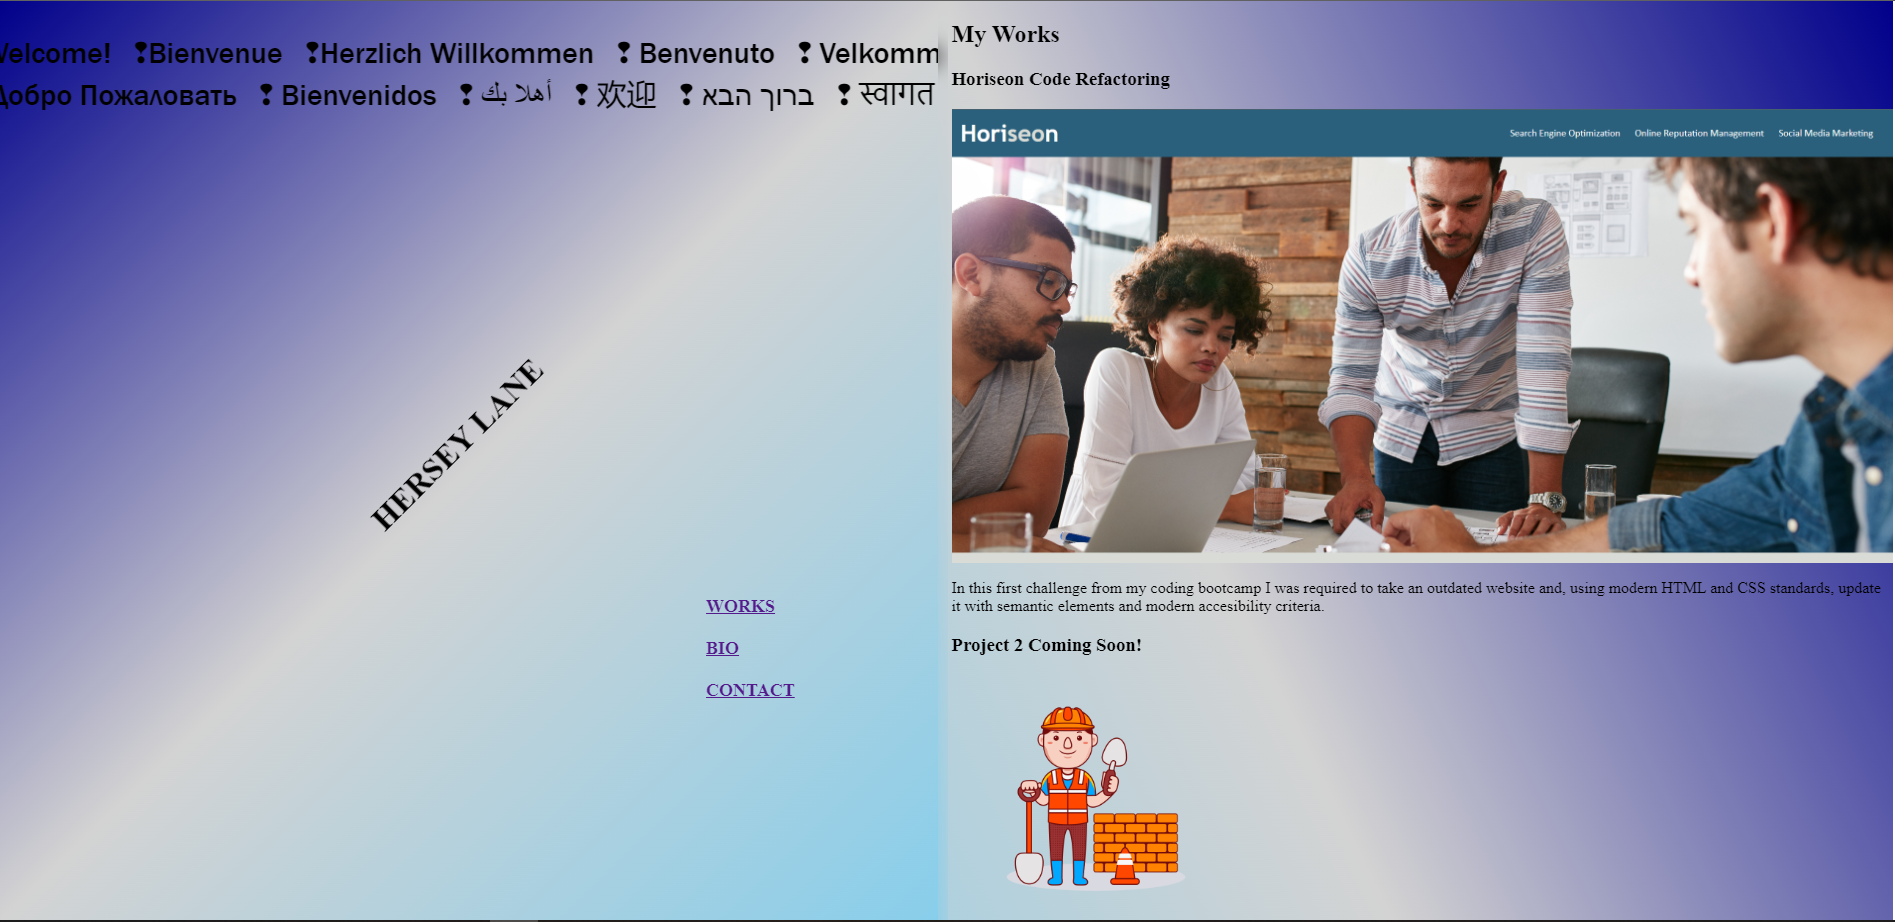 Welcome! ❢Bienvenue ❢Herzlich Willkommen ❢ Benvenuto ❢ Velkomm
Добро Пожаловать ❢ Bienvenidos ❢ أهلا بك ❢ 欢迎 ❢ ברוך הבא ❢ स्वागत
HERSEY LANE
WORKS
BIO
CONTACT
My Works
Horiseon Code Refactoring
Horiseon Search Engine Optimization Online Reputation Management Social Media Marketing
In this first challenge from my coding bootcamp I was required to take an outdated website and, using modern HTML and CSS standards, update
it with semantic elements and modern accesibility criteria.
Project 2 Coming Soon!